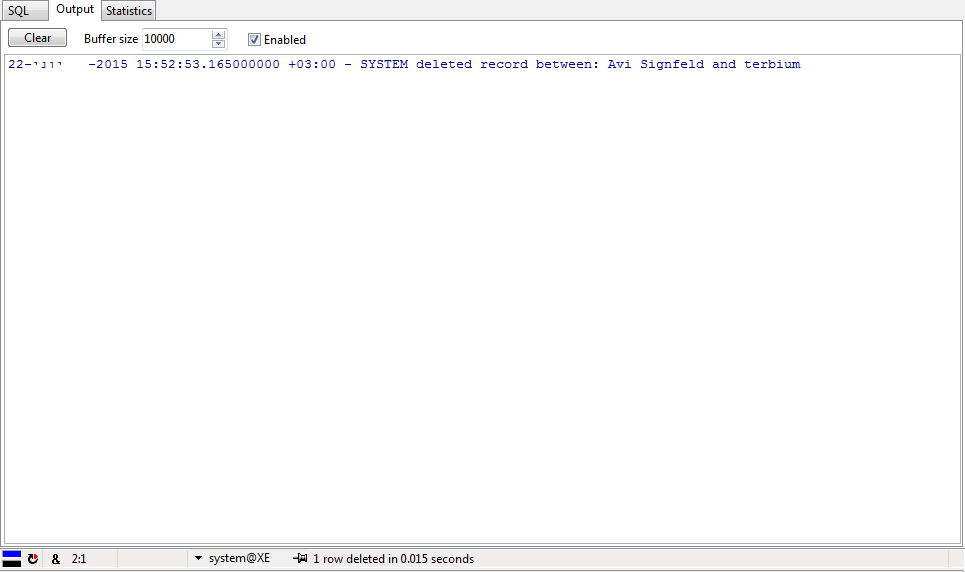 SQL Output Statistics
Clear Buffer size 10000 Enabled
22- -2015 15:52:53.165000000 +03:00 - SYSTEM deleted record between: Avi Signfeld and terbium
& 2:1 system@XE 1 row deleted in 0.015 seconds